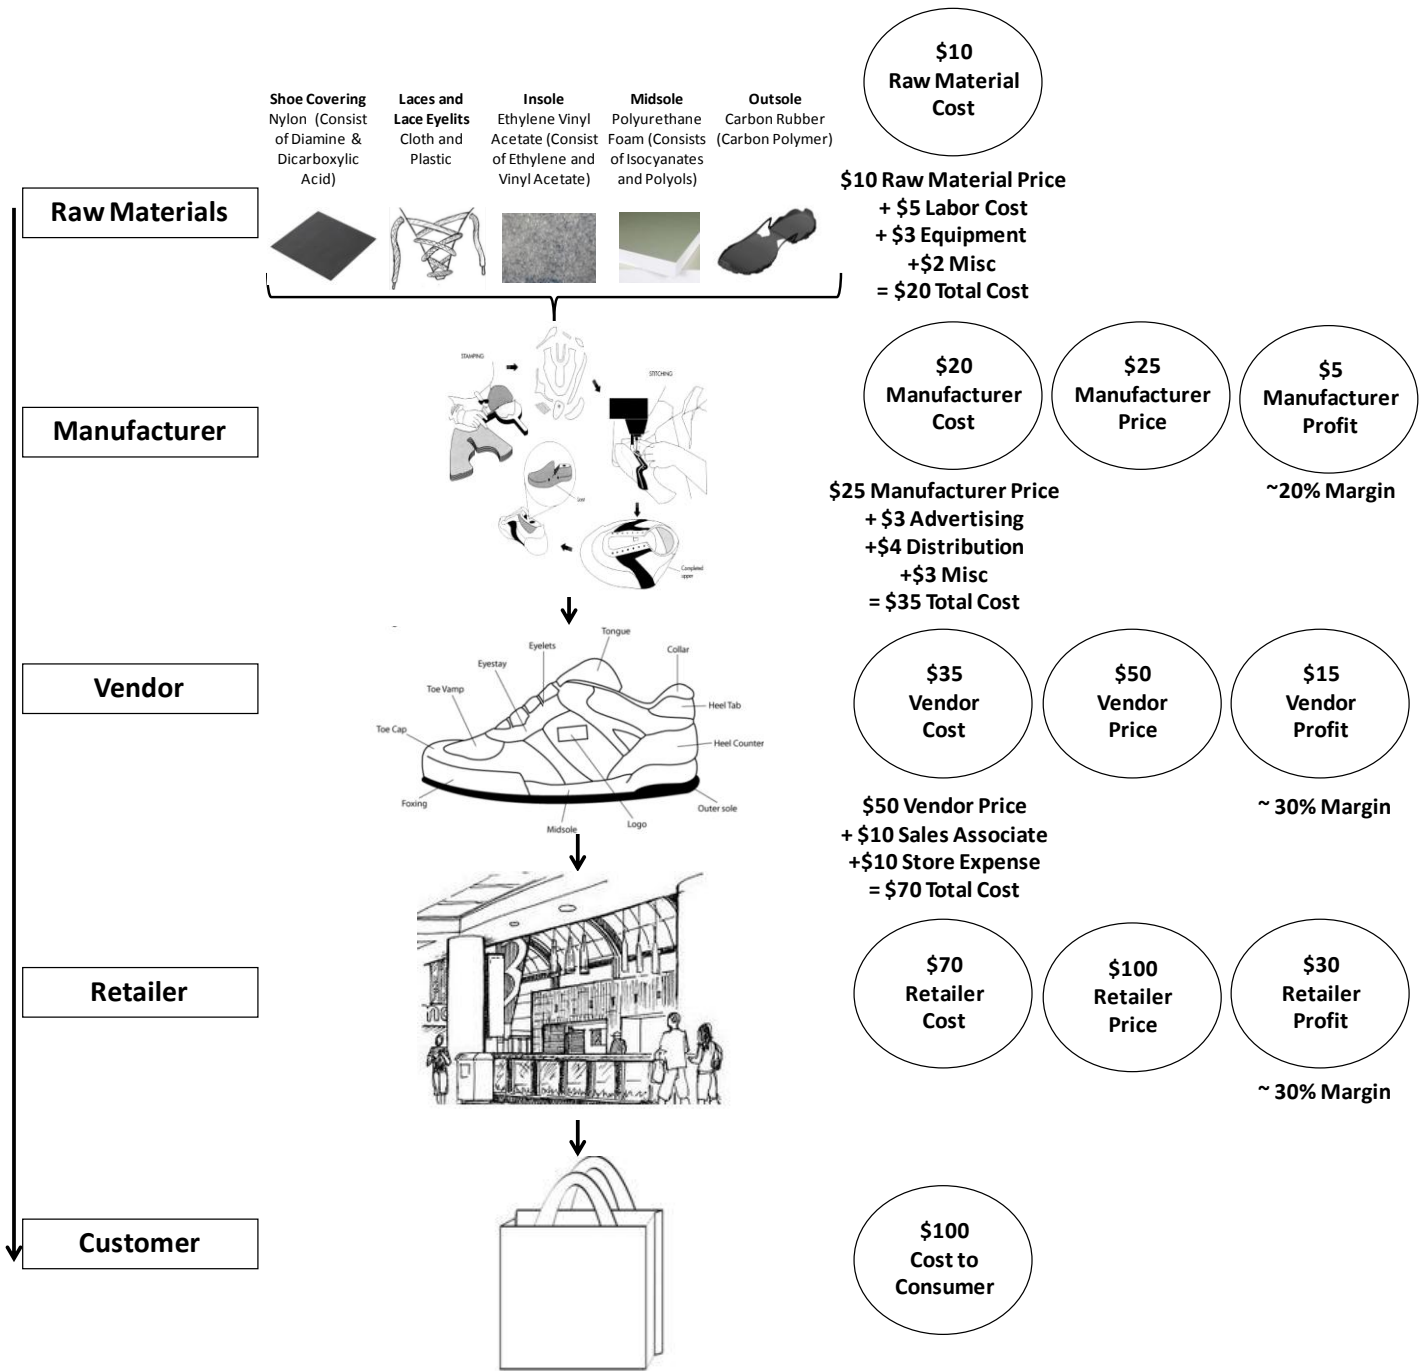 $10
Raw Material
Cost
Shoe Covering
Nylon (Consist
of Diamine &
Dicarboxylic
Acid)
Laces and
Lace Eyelits
Cloth and
Plastic
Insole
Ethylene Vinyl
Acetate (Consist
of Ethylene and
Vinyl Acetate)
Midsole
Polyurethane
Foam (Consists
of Isocyanates
and Polyols)
Outsole
Carbon Rubber
(Carbon Polymer)
Raw Materials
$10 Raw Material Price
+ $5 Labor Cost
+ $3 Equipment
+$2 Misc
= $20 Total Cost
STAMPING
STITCHING
Last
Completed
upper
Manufacturer
$20
Manufacturer
Cost
$25
Manufacturer
Price
$5
Manufacturer
Profit
~20% Margin
$25 Manufacturer Price
+ $3 Advertising
+$4 Distribution
+$3 Misc
= $35 Total Cost
Vendor
Tongue
Eyelets
Collar
Eyestay
Toe Vamp
Heel Tab
Toe Cap
Heel Counter
Foxing
Outer sole
Logo
Midsole
$35
Vendor
Cost
$50
Vendor
Price
$15
Vendor
Profit
~ 30% Margin
$50 Vendor Price
+ $10 Sales Associate
+$10 Store Expense
= $70 Total Cost
Retailer
$70
Retailer
Cost
$100
Retailer
Price
$30
Retailer
Profit
~ 30% Margin
Customer
$100
Cost to
Consumer